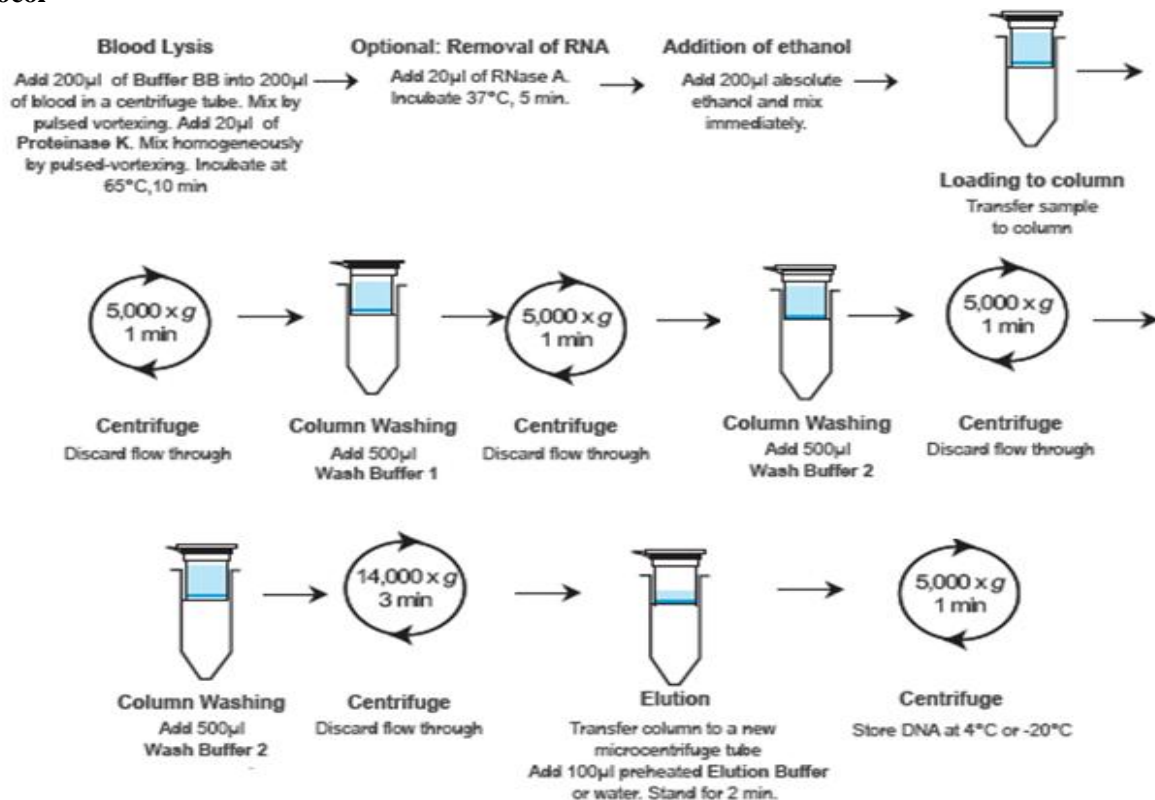 Blood Lysis
Add 200µl of Buffer BB into 200µl
of blood in a centrifuge tube. Mix by
pulsed vortexing. Add 20µl of
Proteinase K. Mix homogeneously
by pulsed-vortexing. Incubate at
65°C,10 min
Optional: Removal of RNA
Add 20µl of RNase A.
Incubate 37°C, 5 min.
Addition of ethanol
Add 200µl absolute
ethanol and mix
immediately.
Loading to column
Transfer sample
to column
5,000 x g
1 min
Centrifuge
Discard flow through
Column Washing
Add 500µl
Wash Buffer 1
5,000 x g
1 min
Centrifuge
Discard flow through
Column Washing
Add 500µl
Wash Buffer 2
5,000 x g
1 min
Centrifuge
Discard flow through
Column Washing
Add 500µl
Wash Buffer 2
14,000 x g
3 min
Centrifuge
Discard flow through
Elution
Transfer column to a new
microcentrifuge tube
Add 100µl preheated Elution Buffer
or water. Stand for 2 min.
5,000 x g
1 min
Centrifuge
Store DNA at 4°C or -20°C